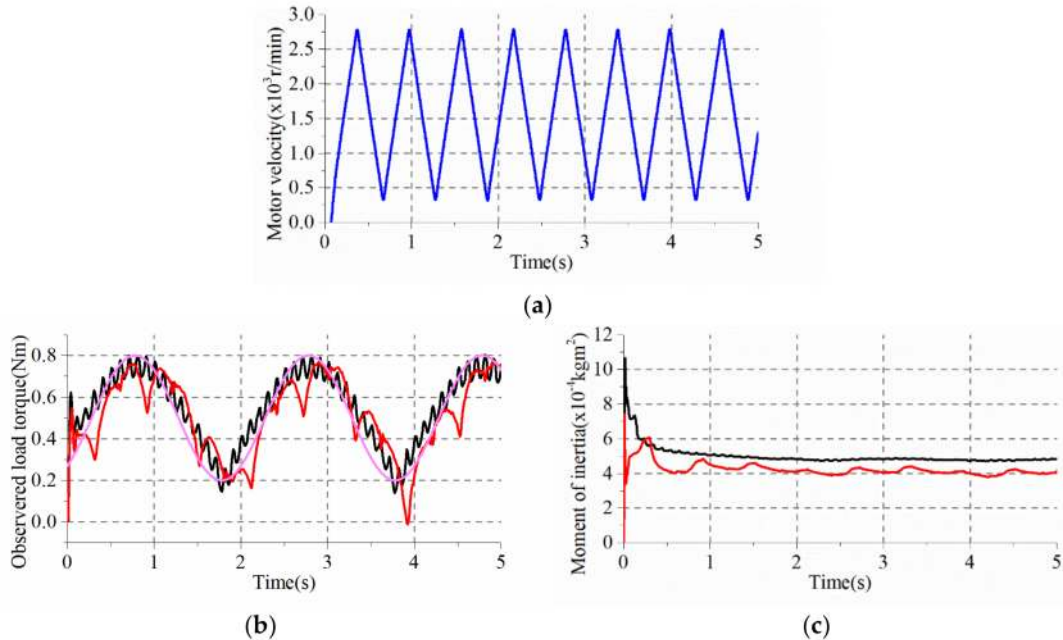 Motor velocity(x10³r/min)
3.0
2.5
2.0
1.5
1.0
0.5
0.0
0 1 2 3 4 5
Time(s)
(a)
Observered load torque(Nm)
0.8
0.6
0.4
0.2
0.0
0 1 2 3 4 5
Time(s)
(b)
Moment of inertia(x10⁻⁴kgm²)
12
10
8
6
4
2
0
0 1 2 3 4 5
Time(s)
(c)